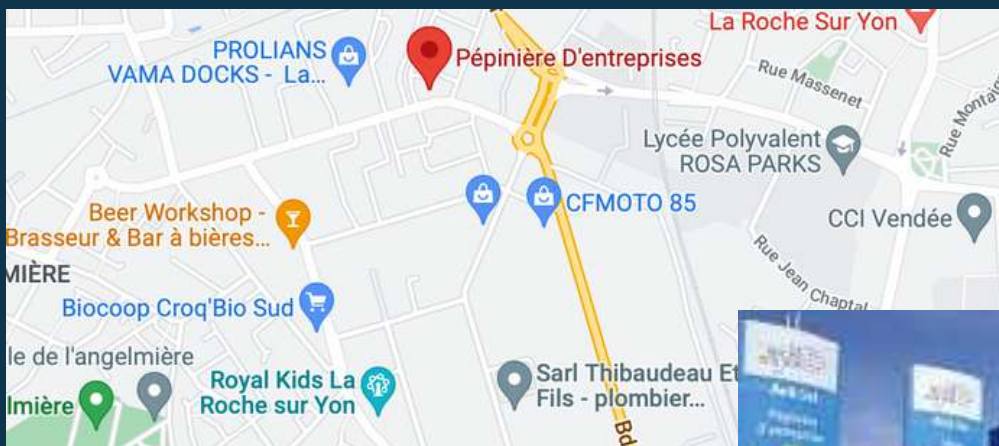 La Roche Sur Yon
PROLIANS
VAMA DOCKS - La...
Pépinière D'entreprises
Rue Massenet
Rue Montaig
Lycée Polyvalent
ROSA PARKS
CFMOTO 85
Beer Workshop -
Brasseur & Bar à bières...
CCI Vendée
MIÈRE
Rue Jean Chaptal
Biocoop Croq'Bio Sud
le de l'angelmière
Royal Kids La
Roche sur Yon
Sarl Thibaudeau Et
Fils - plombier...
lmière
Bd